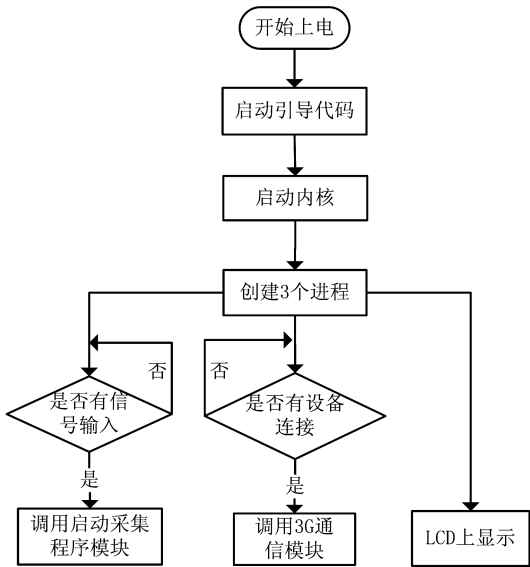 开始上电
启动引导代码
启动内核
创建3个进程
否
否
是否有信
号输入
是否有设备
连接
是
是
调用启动采集
程序模块
调用3G通
信模块
LCD上显示